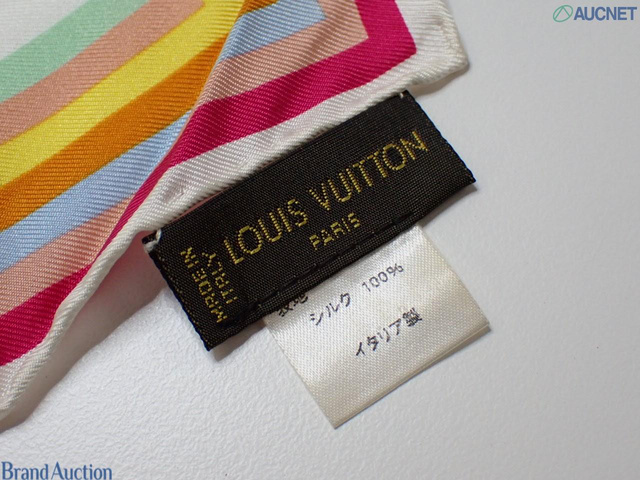 AUCNET
LOUIS VUITTON
PARIS
MADE IN
ITALY
シルク 100%
イタリア製
Brand Auction